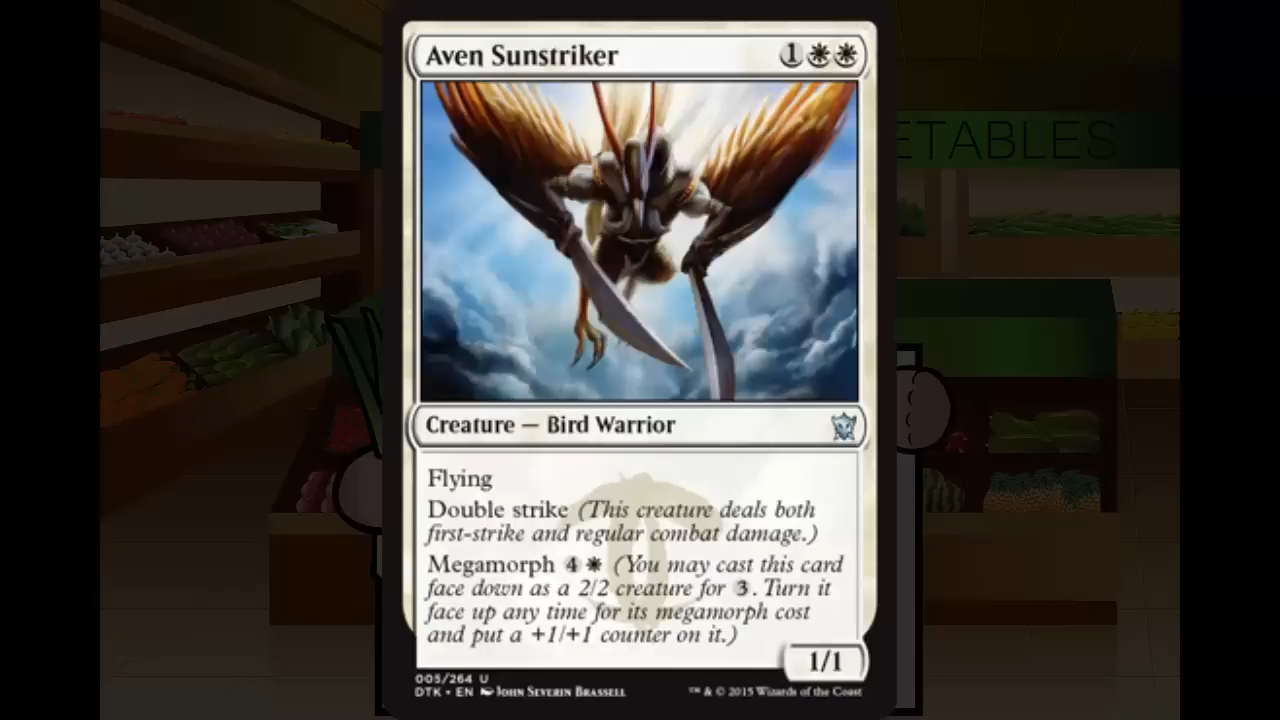 Aven Sunstriker 1
ETABLES
Creature — Bird Warrior
Flying
Double strike (This creature deals both
first-strike and regular combat damage.)
Megamorph 4 (You may cast this card
face down as a 2/2 creature for 3. Turn it
face up any time for its megamorph cost
and put a +1/+1 counter on it.)
1/1
005/264 U
DTK • EN John Severin Brassell
™ & © 2015 Wizards of the Coast